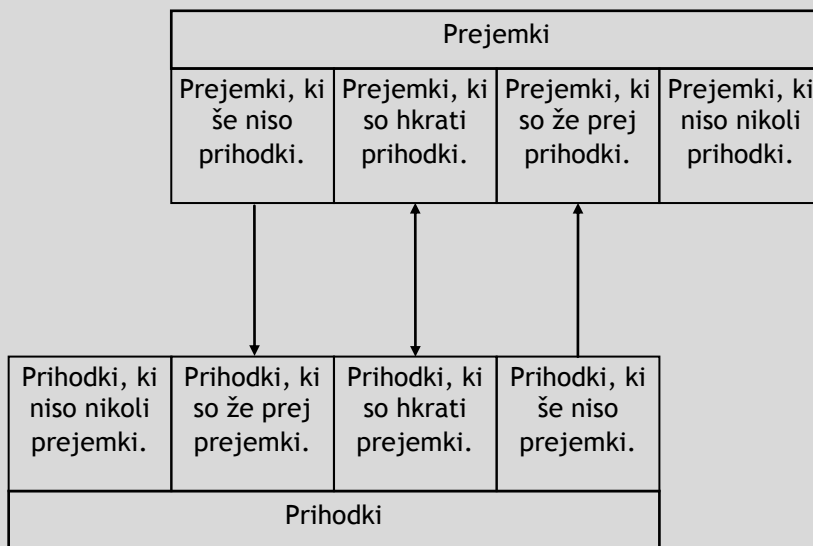 Prejemki
Prejemki, ki
še niso
prihodki.
Prejemki, ki
so hkrati
prihodki.
Prejemki, ki
so že prej
prihodki.
Prejemki, ki
niso nikoli
prihodki.
Prihodki, ki
niso nikoli
prejemki.
Prihodki, ki
so že prej
prejemki.
Prihodki, ki
so hkrati
prejemki.
Prihodki, ki
še niso
prejemki.
Prihodki